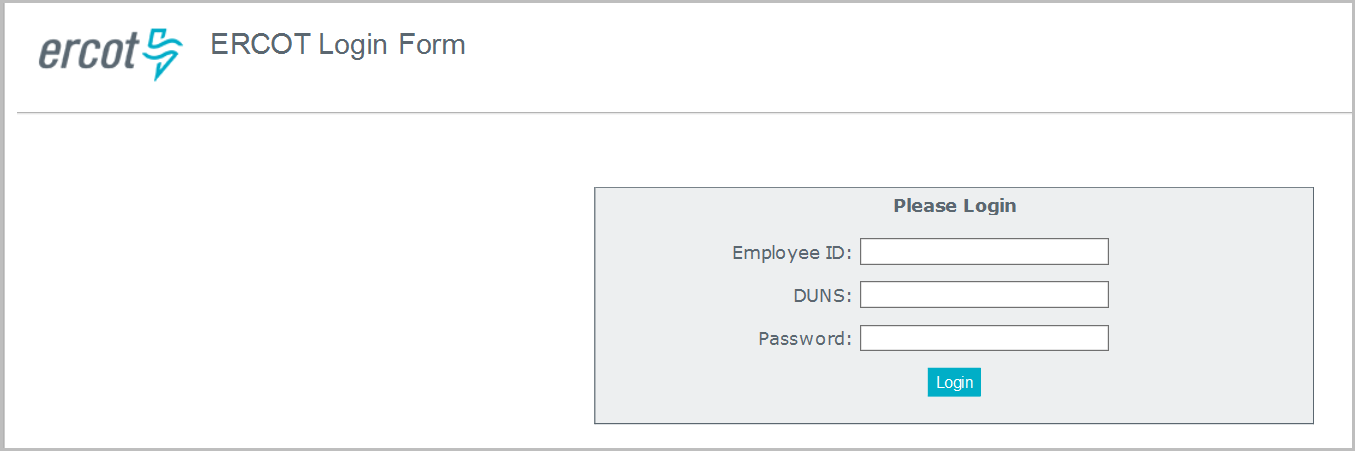 ercot
ERCOT Login Form
Please Login
Employee ID:
DUNS:
Password:
Login